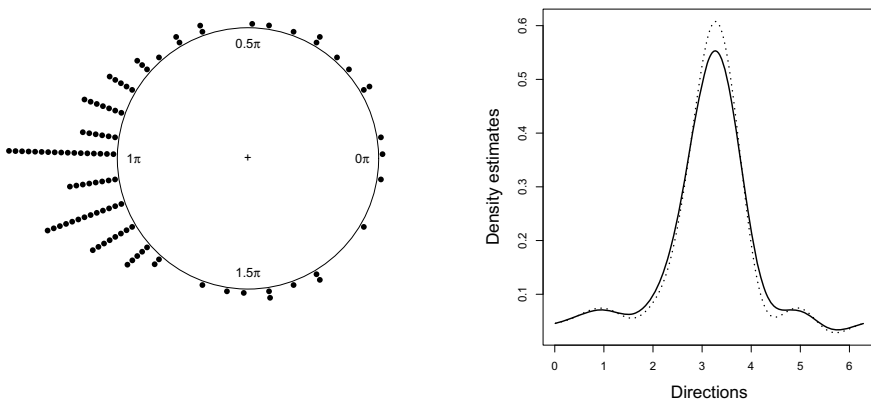 0.5π
1π
+
0π
1.5π
Density estimates
0.6
0.5
0.4
0.3
0.2
0.1
0 1 2 3 4 5 6
Directions